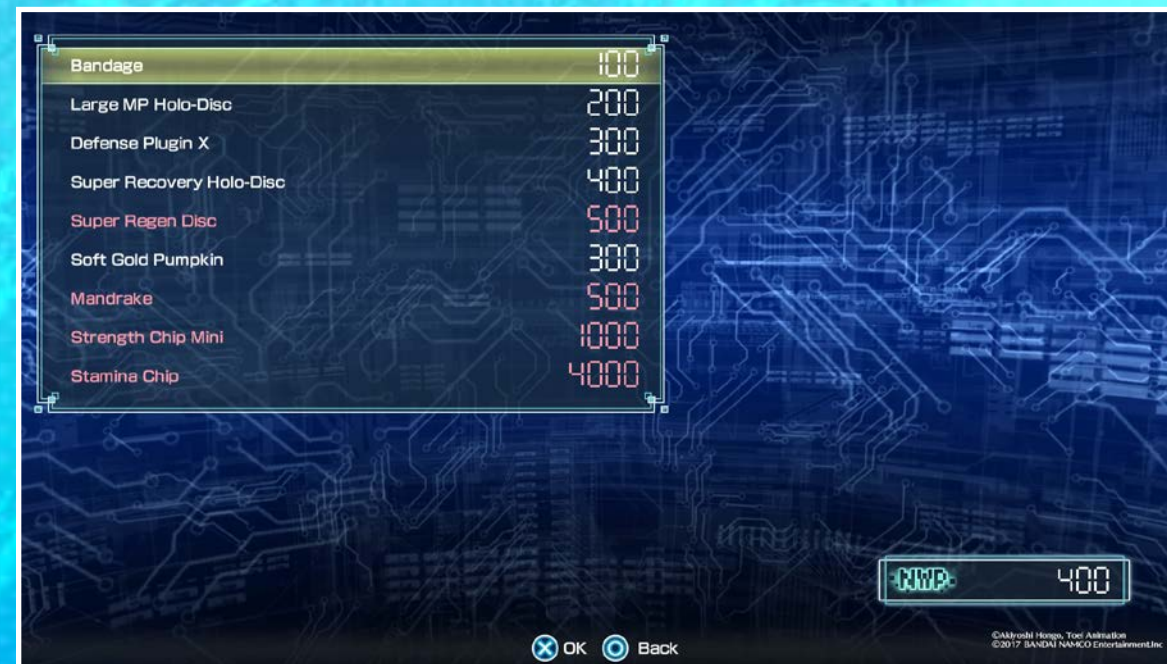 Bandage 100
Large MP Holo-Disc 200
Defense Plugin X 300
Super Recovery Holo-Disc 400
Super Regen Disc 500
Soft Gold Pumpkin 300
Mandrake 500
Strength Chip Mini 1000
Stamina Chip 4000
NWP 400
OK Back
©Akiyoshi Hongo, Toei Animation
©2017 BANDAI NAMCO Entertainment Inc.